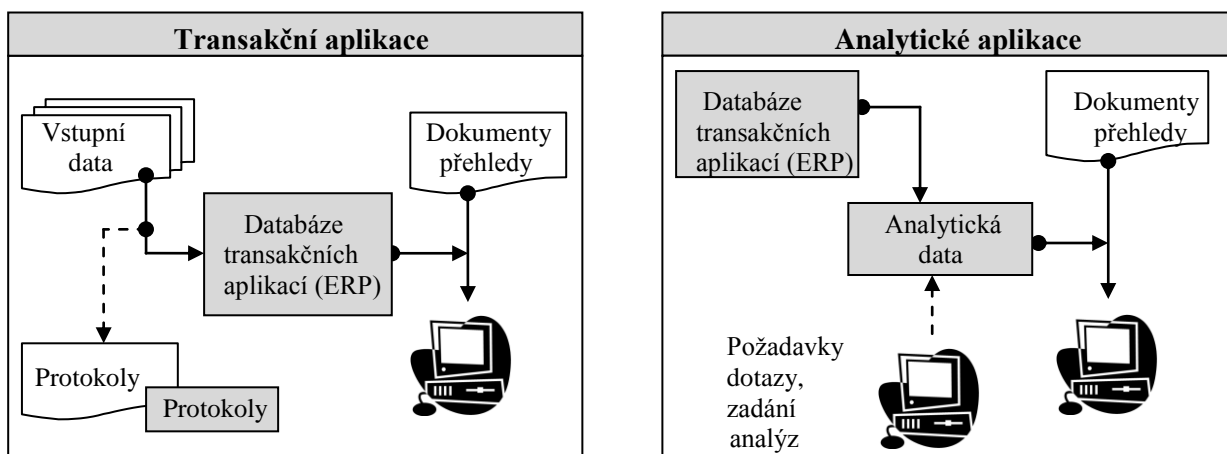 Transakční aplikace
Vstupní
data
Dokumenty
přehledy
Databáze
transakčních
aplikací (ERP)
Protokoly
Protokoly
Analytické aplikace
Databáze
transakčních
aplikací (ERP)
Dokumenty
přehledy
Analytická
data
Požadavky
dotazy,
zadání
analýz